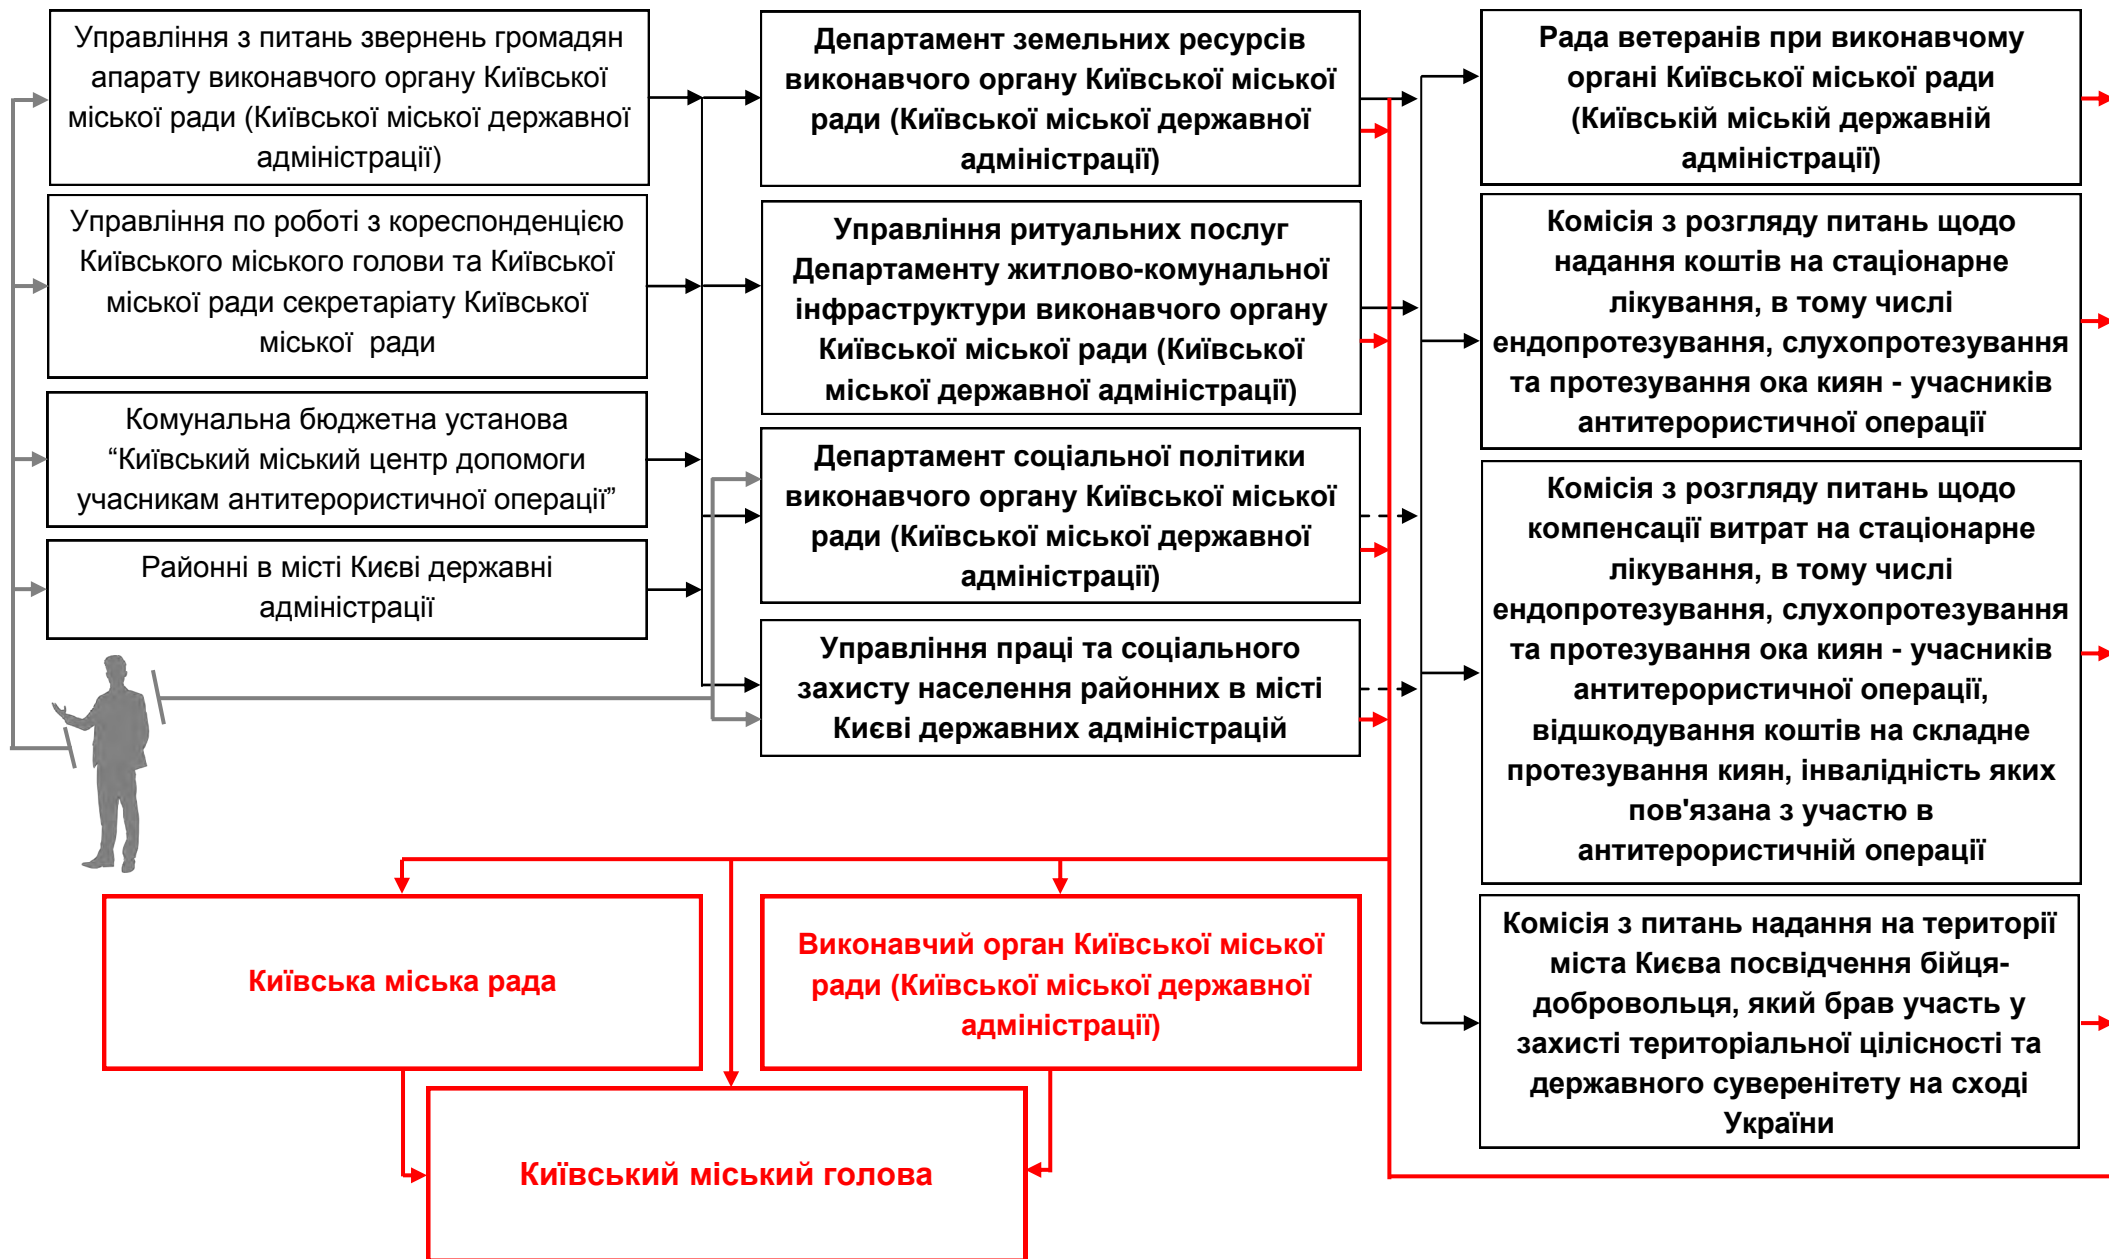 Управління з питань звернень громадян
апарату виконавчого органу Київської
міської ради (Київської міської державної
адміністрації)
Управління по роботі з кореспонденцією
Київського міського голови та Київської
міської ради секретаріату Київської
міської ради
Комунальна бюджетна установа
“Київський міський центр допомоги
учасникам антитерористичної операції”
Районні в місті Києві державні
адміністрації
Департамент земельних ресурсів
виконавчого органу Київської міської
ради (Київської міської державної
адміністрації)
Управління ритуальних послуг
Департаменту житлово-комунальної
інфраструктури виконавчого органу
Київської міської ради (Київської
міської державної адміністрації)
Департамент соціальної політики
виконавчого органу Київської міської
ради (Київської міської державної
адміністрації)
Управління праці та соціального
захисту населення районних в місті
Києві державних адміністрацій
Рада ветеранів при виконавчому
органі Київської міської ради
(Київській міській державній
адміністрації)
Комісія з розгляду питань щодо
надання коштів на стаціонарне
лікування, в тому числі
ендопротезування, слухопротезування
та протезування ока киян - учасників
антитерористичної операції
Комісія з розгляду питань щодо
компенсації витрат на стаціонарне
лікування, в тому числі
ендопротезування, слухопротезування
та протезування ока киян - учасників
антитерористичної операції,
відшкодування коштів на складне
протезування киян, інвалідність яких
пов'язана з участю в
антитерористичній операції
Комісія з питань надання на території
міста Києва посвідчення бійця-
добровольця, який брав участь у
захисті територіальної цілісності та
державного суверенітету на сході
України
Київська міська рада
Виконавчий орган Київської міської
ради (Київської міської державної
адміністрації)
Київський міський голова